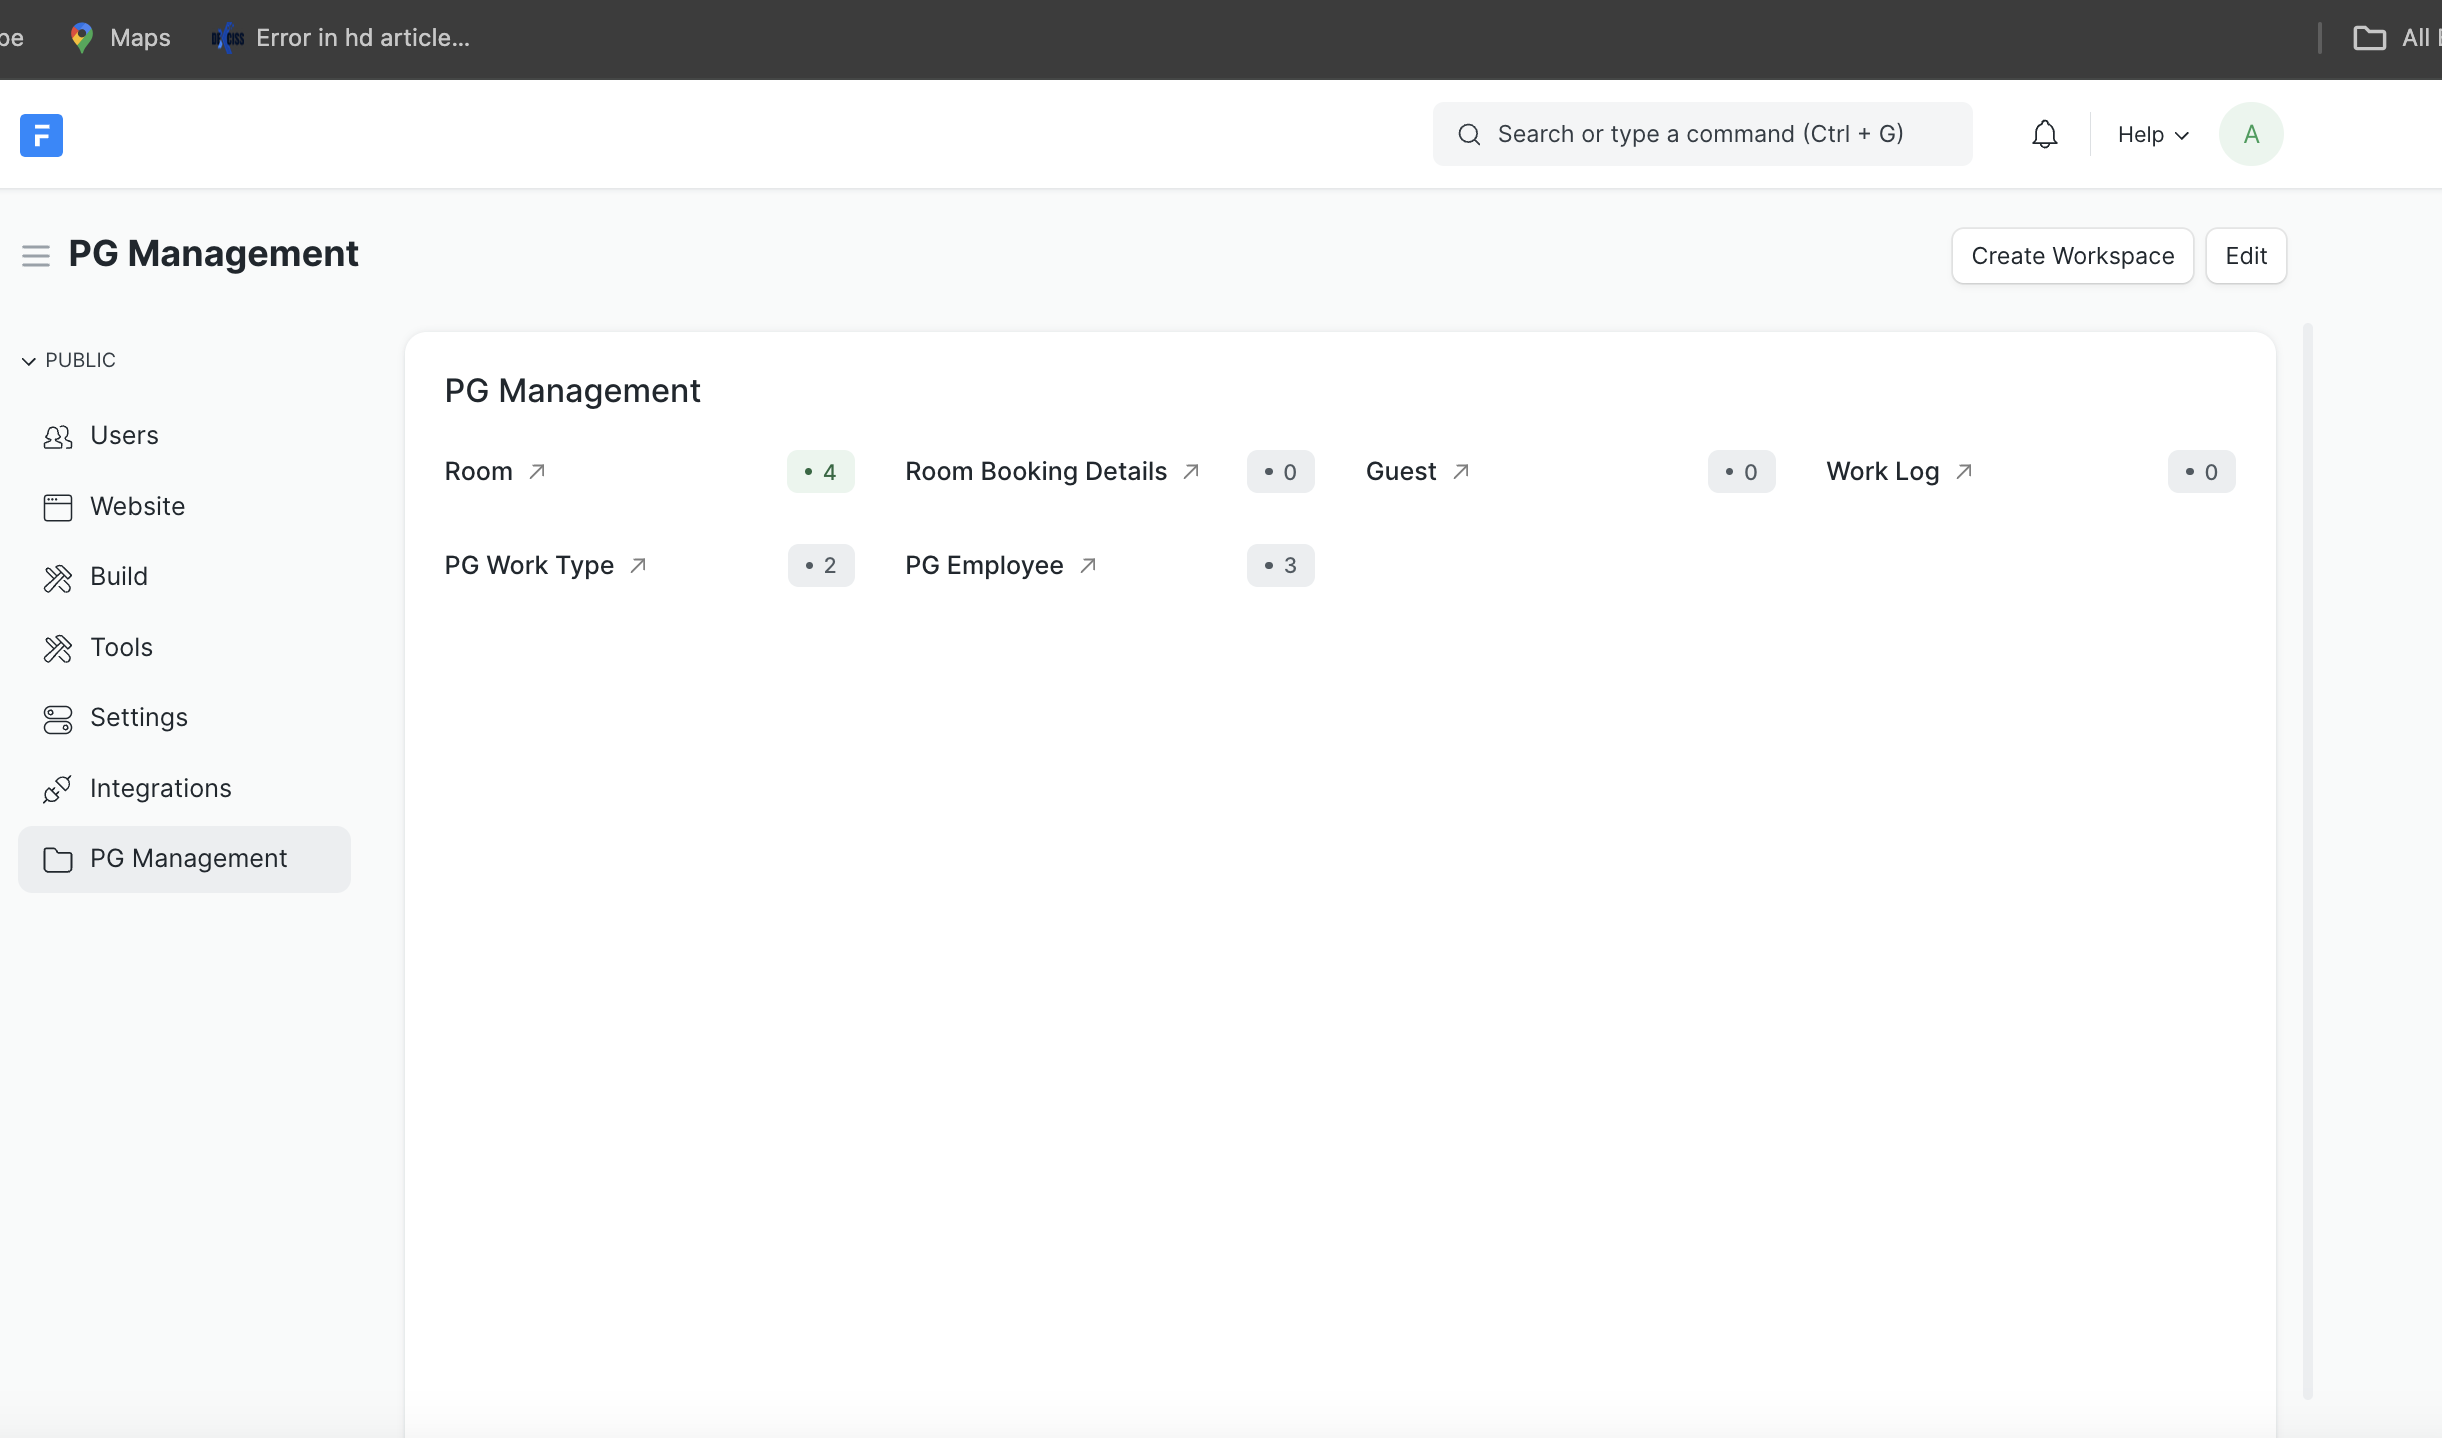 Maps Error in hd article... All
F Search or type a command (Ctrl + G) Help A
PG Management Create Workspace Edit
PUBLIC
Users
Website
Build
Tools
Settings
Integrations
PG Management
PG Management
Room 4 Room Booking Details 0 Guest 0 Work Log 0
PG Work Type 2 PG Employee 3